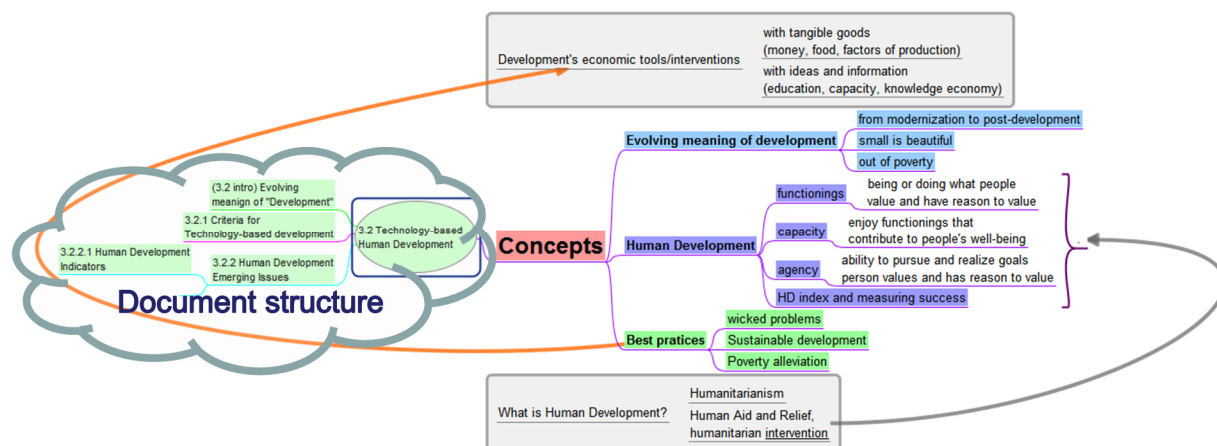 Development's economic tools/interventions
with tangible goods
(money, food, factors of production)
with ideas and information
(education, capacity, knowledge economy)
(3.2 intro) Evolving
meanign of "Development"
3.2.1 Criteria for
Technology-based development
3.2.2.1 Human Development
Indicators
3.2.2 Human Development
Emerging Issues
3.2 Technology-based
Human Development
Document structure
Concepts
Evolving meaning of development
from modernization to post-development
small is beautiful
out of poverty
Human Development
functionings
being or doing what people
value and have reason to value
capacity
enjoy functionings that
contribute to people's well-being
agency
ability to pursue and realize goals
person values and has reason to value
HD index and measuring success
Best pratices
wicked problems
Sustainable development
Poverty alleviation
What is Human Development?
Humanitarianism
Human Aid and Relief,
humanitarian intervention